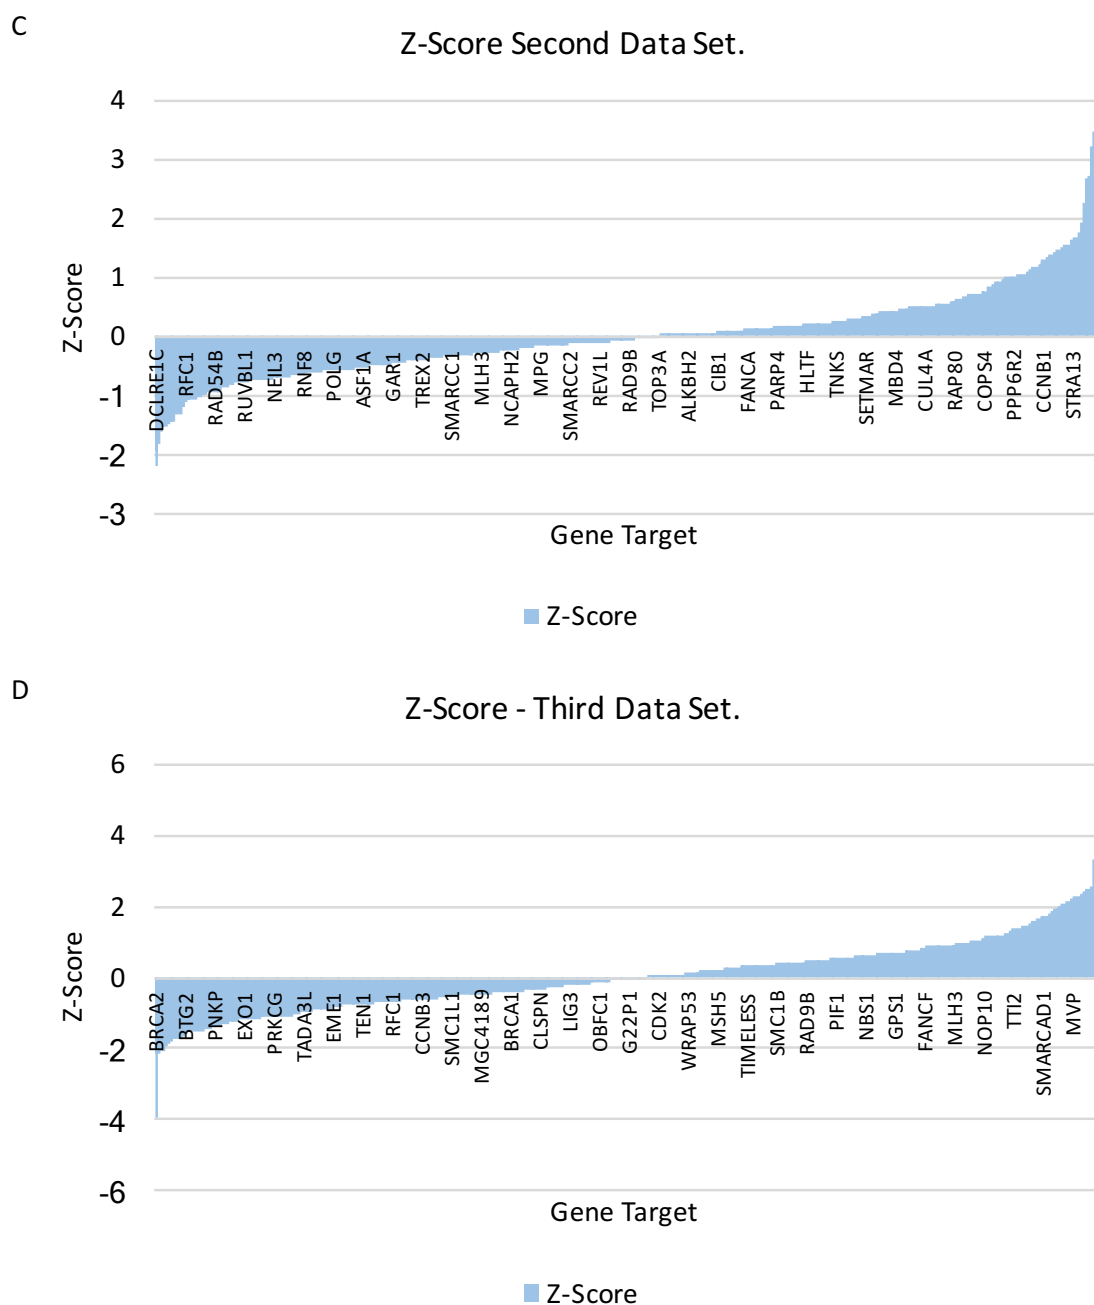 C
Z-Score Second Data Set.
4
3
2
1
0
-1
-2
-3
Z-Score
DCLRE1C
RFC1
RAD54B
RUVBL1
NEIL3
RNF8
POLG
ASF1A
GAR1
TREX2
SMARCC1
MLH3
NCAPH2
MPG
SMARCC2
REV1L
RAD9B
TOP3A
ALKBH2
CIB1
FANCA
PARP4
HLTF
TNKS
SETMAR
MBD4
CUL4A
RAP80
COPS4
PPP6R2
CCNB1
STRA13
Gene Target
Z-Score
D
Z-Score - Third Data Set.
6
4
2
0
-2
-4
-6
Z-Score
BRCA2
BTG2
PNKP
EXO1
PRKCG
TADA3L
EME1
TEN1
RFC1
CCNB3
SMC1L1
MGC4189
BRCA1
CLSPN
LIG3
OBFC1
G22P1
CDK2
WRAP53
MSH5
TIMELESS
SMC1B
RAD9B
PIF1
NBS1
GPS1
FANCF
MLH3
NOP10
TTI2
SMARCAD1
MVP
Gene Target
Z-Score